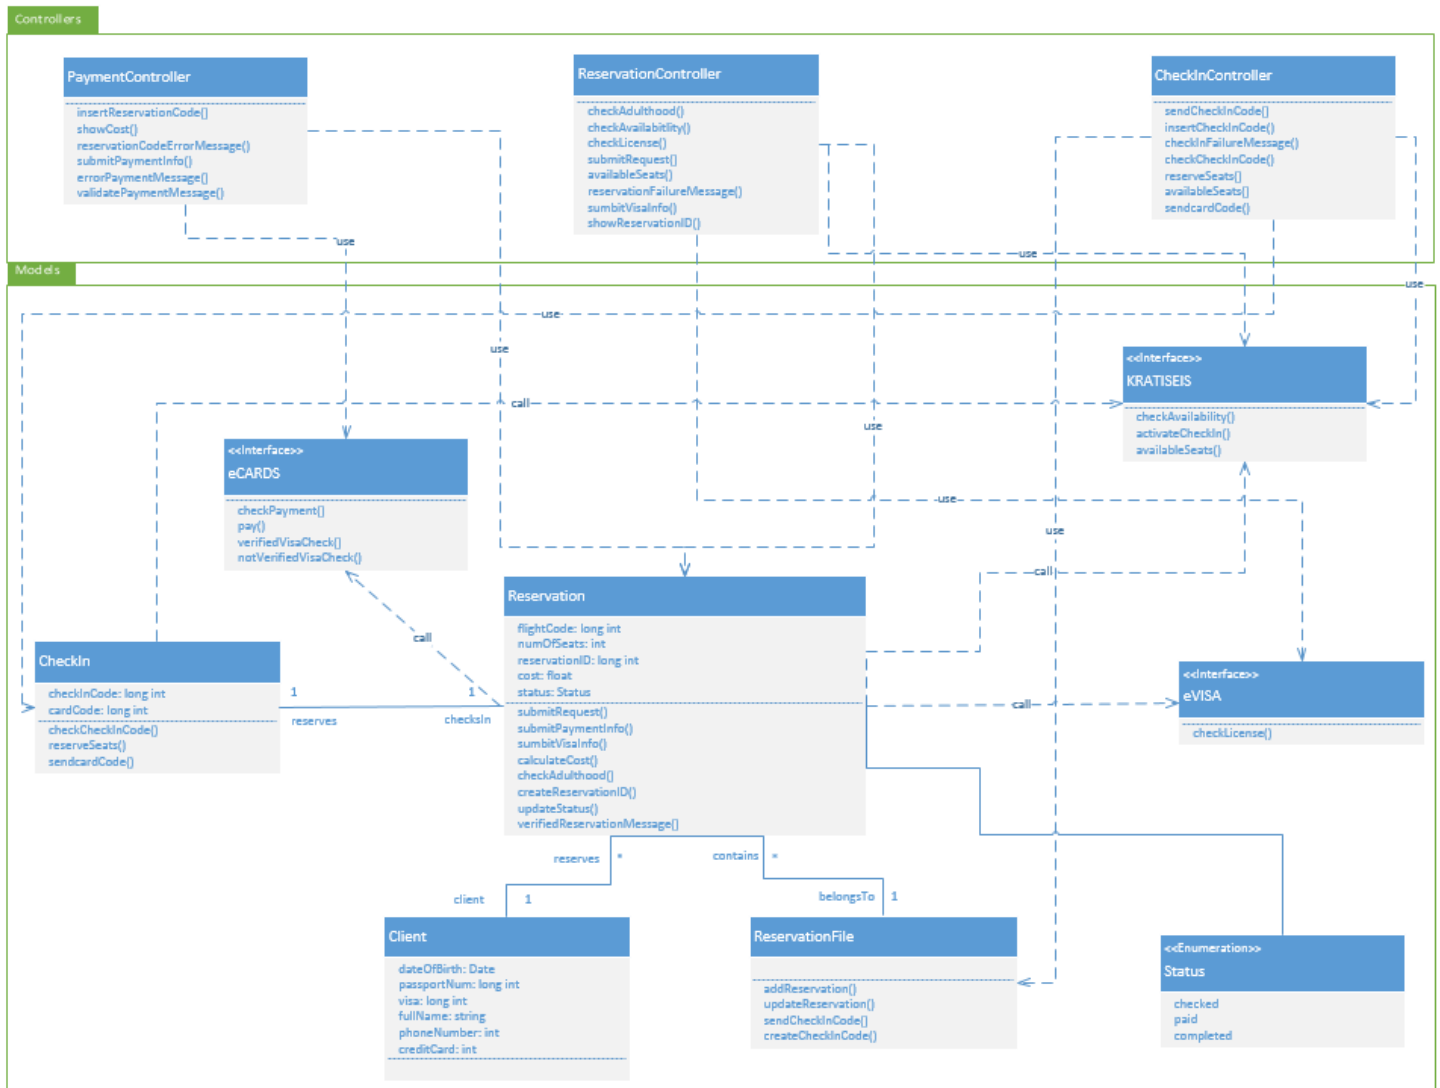 Controllers
PaymentController
insertReservationCode()
showCost()
reservationCodeErrorMessage()
submitPaymentInfo()
errorPaymentMessage()
validatePaymentMessage()
ReservationController
checkAdulthood()
checkAvailabitlity()
checkLicense()
submitRequest()
availableSeats()
reservationFailureMessage()
sumbitVisaInfo()
showReservationID()
CheckInController
sendCheckInCode()
insertCheckInCode()
checkInFailureMessage()
checkCheckInCode()
reserveSeats()
availableSeats()
sendcardCode()
use
use
use
Models
use
use
use
use
use
call
call
call
call
<<Interface>>
KRATISEIS
checkAvailability()
activateCheckIn()
availableSeats()
<<Interface>>
eCARDS
checkPayment()
pay()
verifiedVisaCheck()
notVerifiedVisaCheck()
Reservation
flightCode: long int
numOfSeats: int
reservationID: long int
cost: float
status: Status
submitRequest()
submitPaymentInfo()
sumbitVisaInfo()
calculateCost()
checkAdulthood()
createReservationID()
updateStatus()
verifiedReservationMessage()
CheckIn
checkInCode: long int
cardCode: long int
checkCheckInCode()
reserveSeats()
sendcardCode()
1
reserves
1
checksIn
<<Interface>>
eVISA
checkLicense()
reserves *
client 1
contains *
belongsTo 1
Client
dateOfBirth: Date
passportNum: long int
visa: long int
fullName: string
phoneNumber: int
creditCard: int
ReservationFile
addReservation()
updateReservation()
sendCheckInCode()
createCheckInCode()
<<Enumeration>>
Status
checked
paid
completed